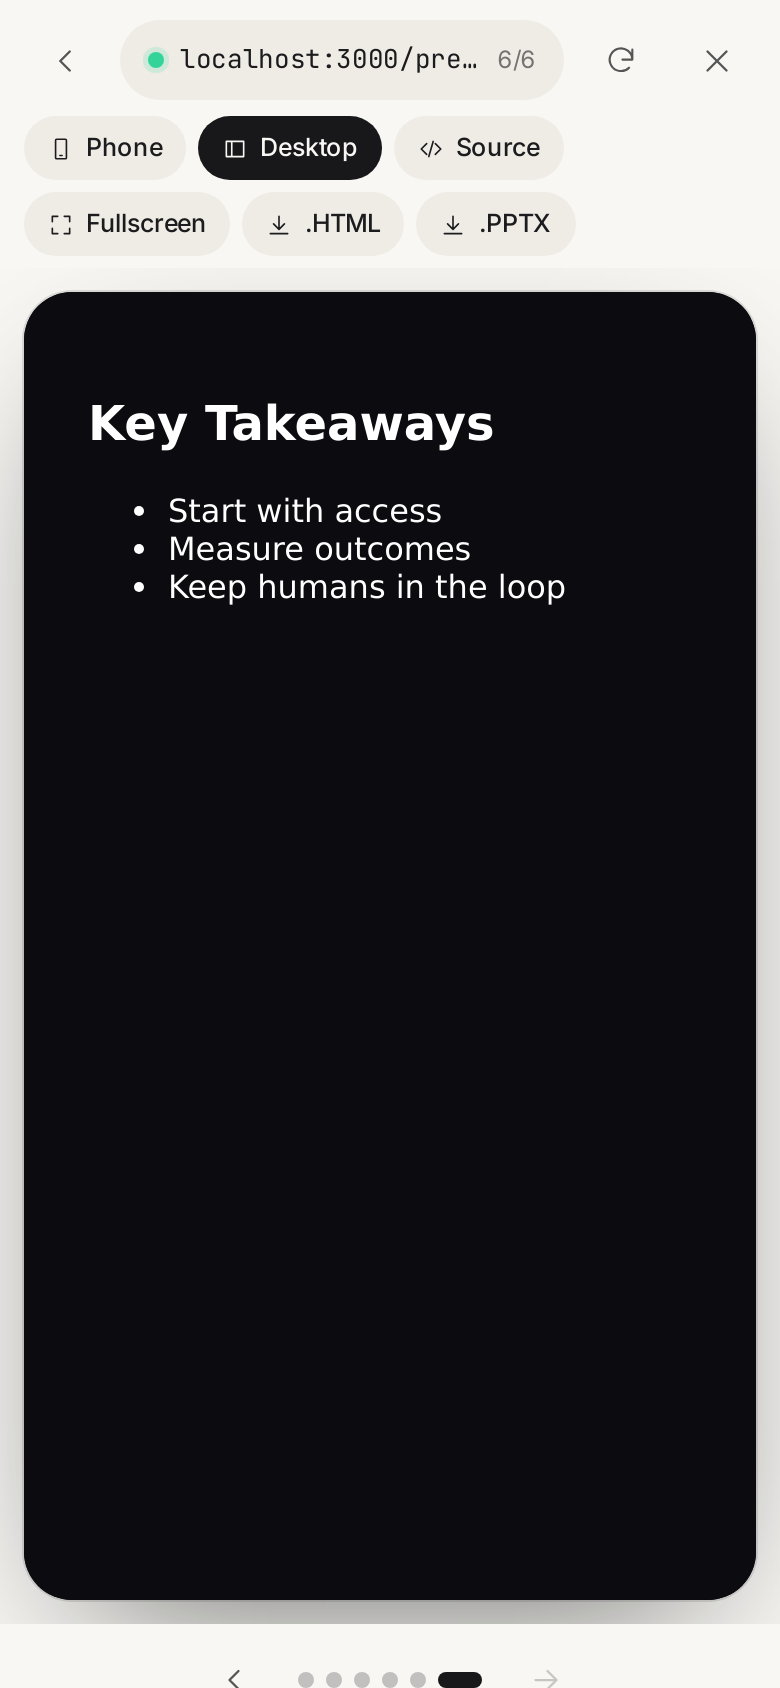 localhost:3000/pre… 6/6
Phone Desktop Source
Fullscreen .HTML .PPTX
Key Takeaways
• Start with access
• Measure outcomes
• Keep humans in the loop